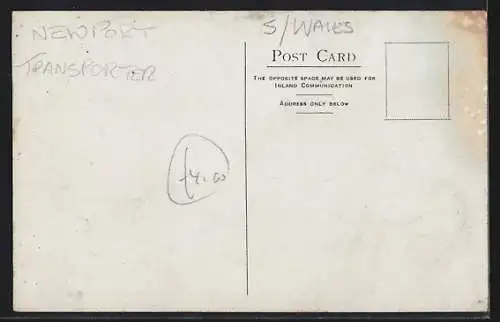 NEWPORT
TRANSPORTER
S/WALES
POST CARD
THE OPPOSITE SPACE MAY BE USED FOR
INLAND COMMUNICATION
ADDRESS ONLY BELOW
£4.00